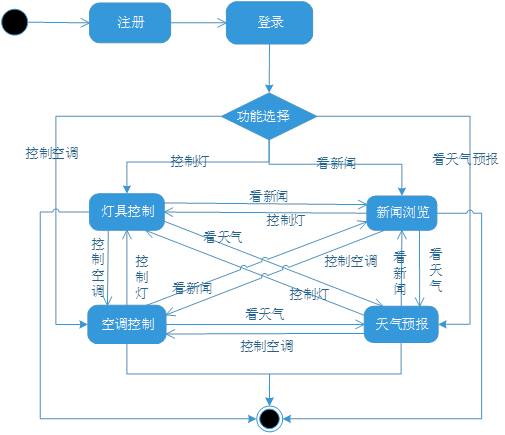 注册
登录
功能选择
控制空调
控制灯
看新闻
看天气预报
灯具控制
看新闻
控制灯
新闻浏览
看天气
控制空调
控制灯
控制空调
看新闻
看天气
看新闻
控制灯
看天气
空调控制
天气预报
控制空调